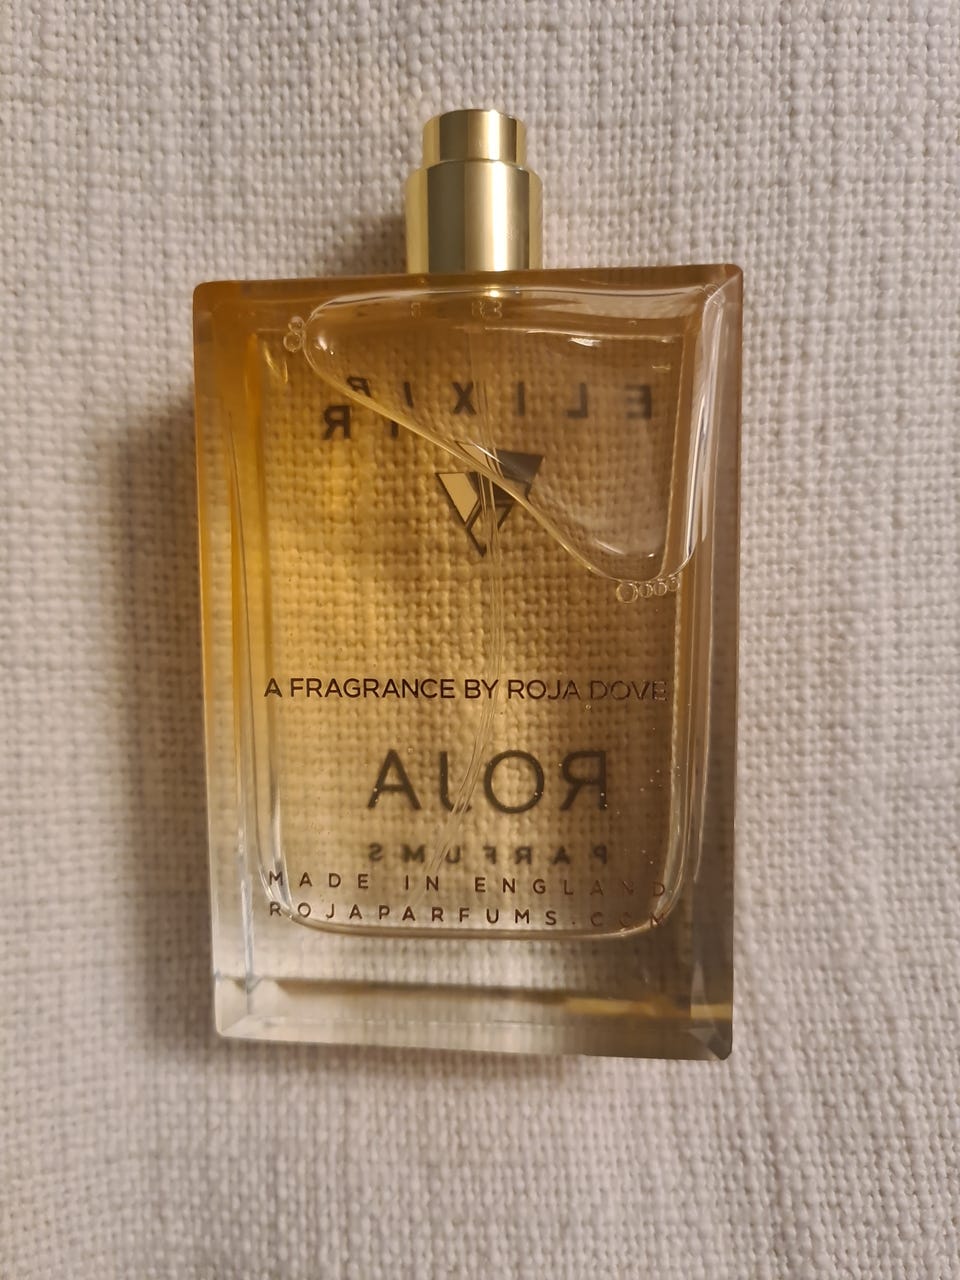 ELIXIR
A FRAGRANCE BY ROJA DOVE
ROJA
PARFUMS
MADE IN ENGLAND
ROJAPARFUMS.COM